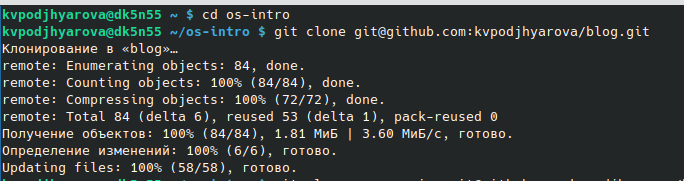 kvpodjhyarova@dk5n55 ~ $ cd os-intro
kvpodjhyarova@dk5n55 ~/os-intro $ git clone git@github.com:kvpodjhyarova/blog.git
Клонирование в «blog»…
remote: Enumerating objects: 84, done.
remote: Counting objects: 100% (84/84), done.
remote: Compressing objects: 100% (72/72), done.
remote: Total 84 (delta 6), reused 53 (delta 1), pack-reused 0
Получение объектов: 100% (84/84), 1.81 МиБ | 3.60 МиБ/с, готово.
Определение изменений: 100% (6/6), готово.
Updating files: 100% (58/58), готово.